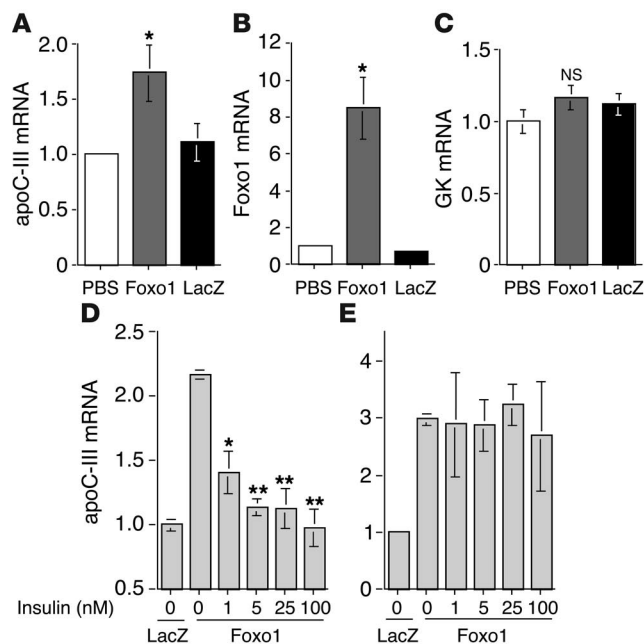 A
B
C
apoC-III mRNA
2.0
1.5
1.0
0.5
0
*
PBS Foxo1 LacZ
Foxo1 mRNA
12
10
8
6
4
2
0
*
PBS Foxo1 LacZ
GK mRNA
1.5
1.0
0.5
0
NS
PBS Foxo1 LacZ
D
E
apoC-III mRNA
2.5
2.0
1.5
1.0
0.5
*
**
**
**
4
3
2
1
0
Insulin (nM) 0 0 1 5 25 100 0 0 1 5 25 100
LacZ Foxo1 LacZ Foxo1